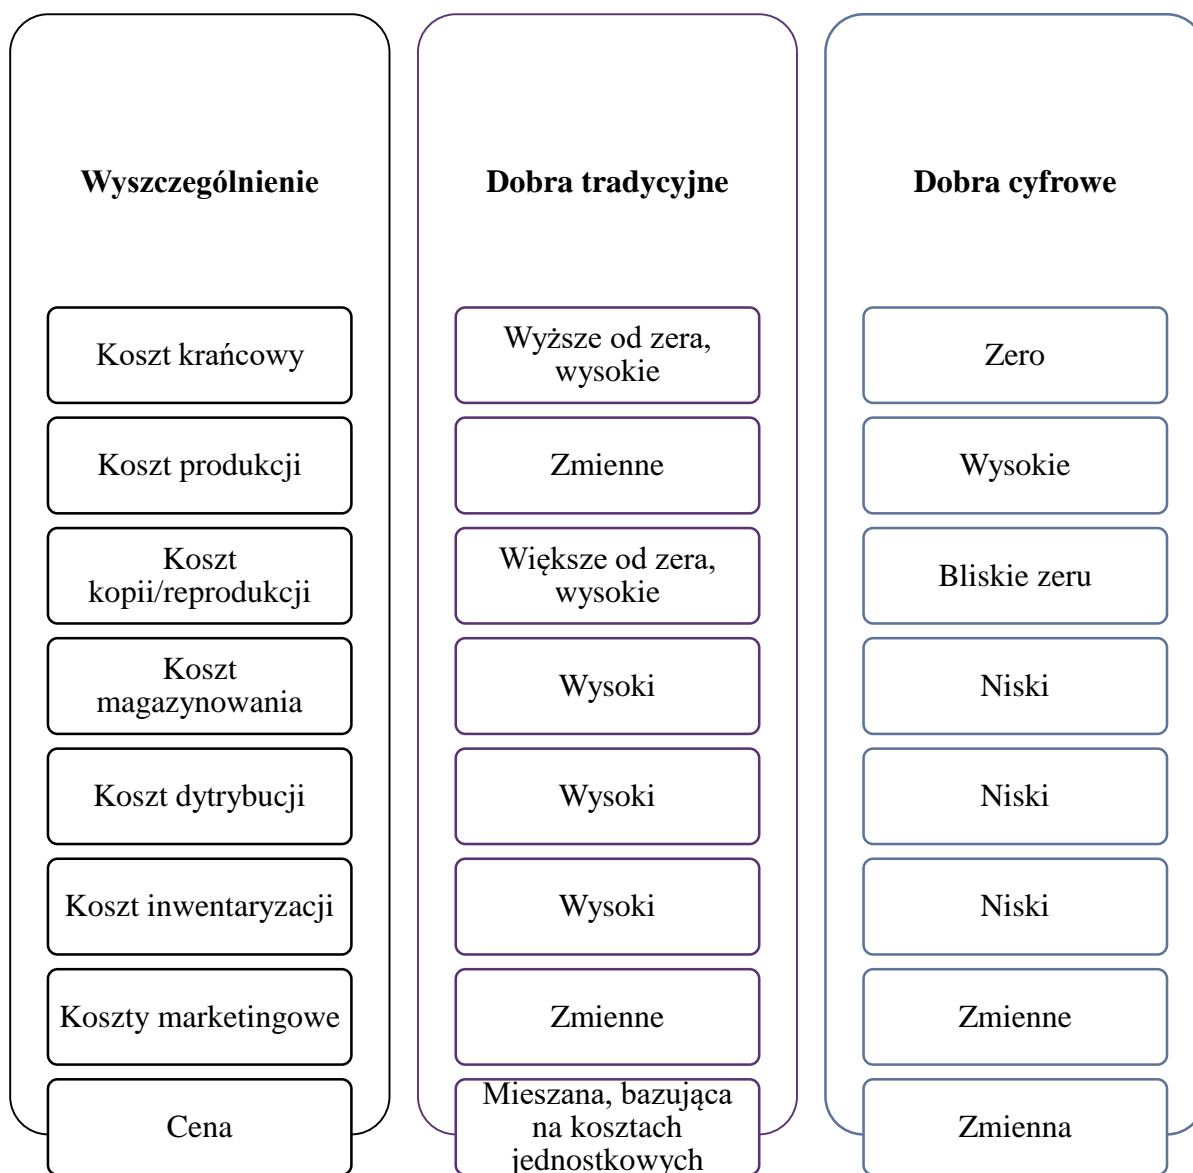 Wyszczególnienie
Dobra tradycyjne
Dobra cyfrowe
Koszt krańcowy
Wyższe od zera,
wysokie
Zero
Koszt produkcji
Zmienne
Wysokie
Koszt
kopii/reprodukcji
Większe od zera,
wysokie
Bliskie zeru
Koszt
magazynowania
Wysoki
Niski
Koszt dytrybucji
Wysoki
Niski
Koszt inwentaryzacji
Wysoki
Niski
Koszty marketingowe
Zmienne
Zmienne
Cena
Mieszana, bazująca
na kosztach
jednostkowych
Zmienna